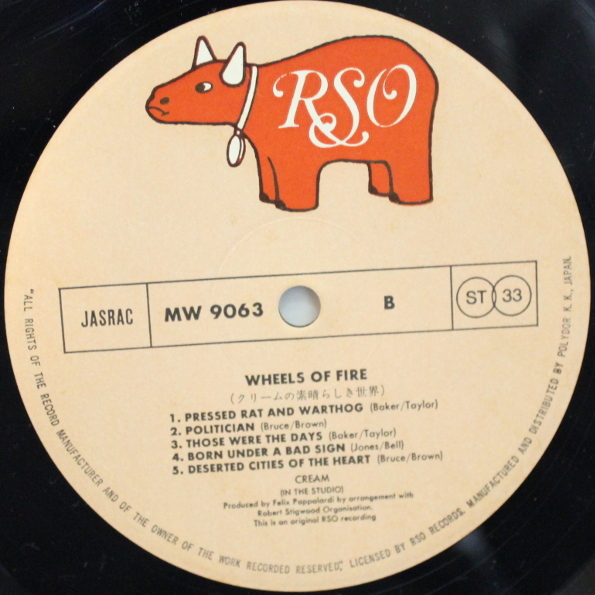 RSO
JASRAC MW 9063 B ST 33
WHEELS OF FIRE
(クリームの素晴らしき世界)
1. PRESSED RAT AND WARTHOG (Baker/Taylor)
2. POLITICIAN (Bruce/Brown)
3. THOSE WERE THE DAYS (Baker/Taylor)
4. BORN UNDER A BAD SIGN (Jones/Bell)
5. DESERTED CITIES OF THE HEART (Bruce/Brown)
CREAM
(IN THE STUDIO)
Produced by Felix Pappalardi by arrangement with
Robert Stigwood Organisation.
This is an original RSO recording
"ALL RIGHTS OF THE RECORD MANUFACTURER AND OF THE OWNER OF THE WORK RECORDED RESERVED", LICENSED BY RSO RECORDS, MANUFACTURED AND DISTRIBUTED BY POLYDOR K. K., JAPAN.